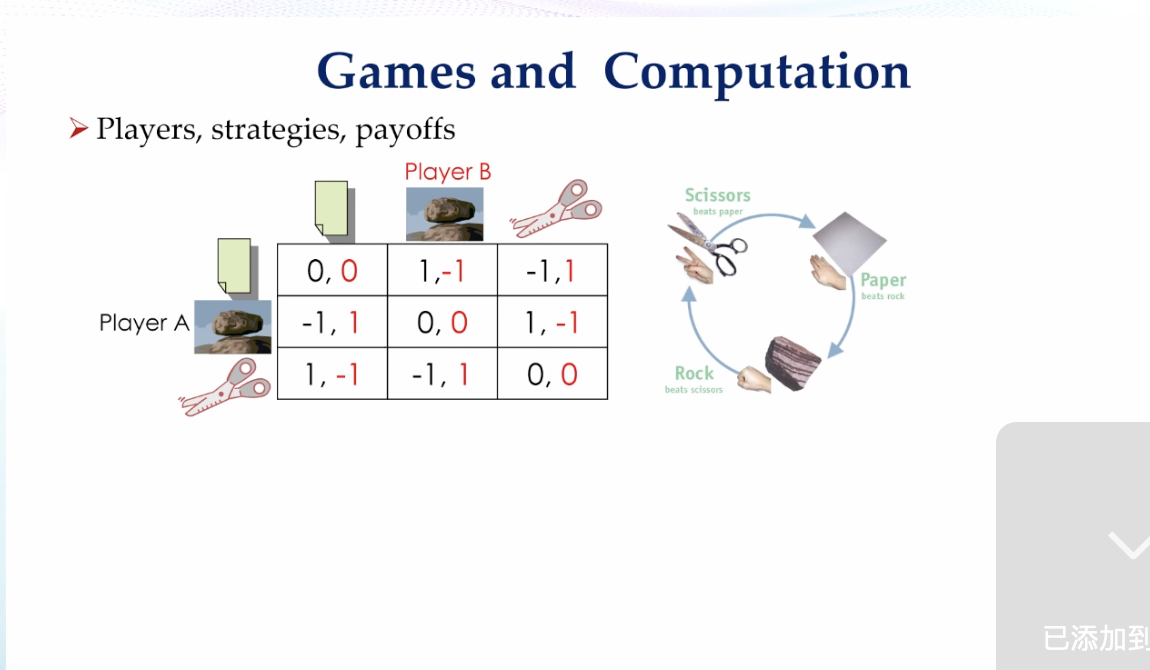 Games and Computation
➢ Players, strategies, payoffs
Player B
0, 0 1,-1 -1,1
Player A -1, 1 0, 0 1, -1
1, -1 -1, 1 0, 0
Scissors
beats paper
Paper
beats rock
Rock
beats scissors
已添加到